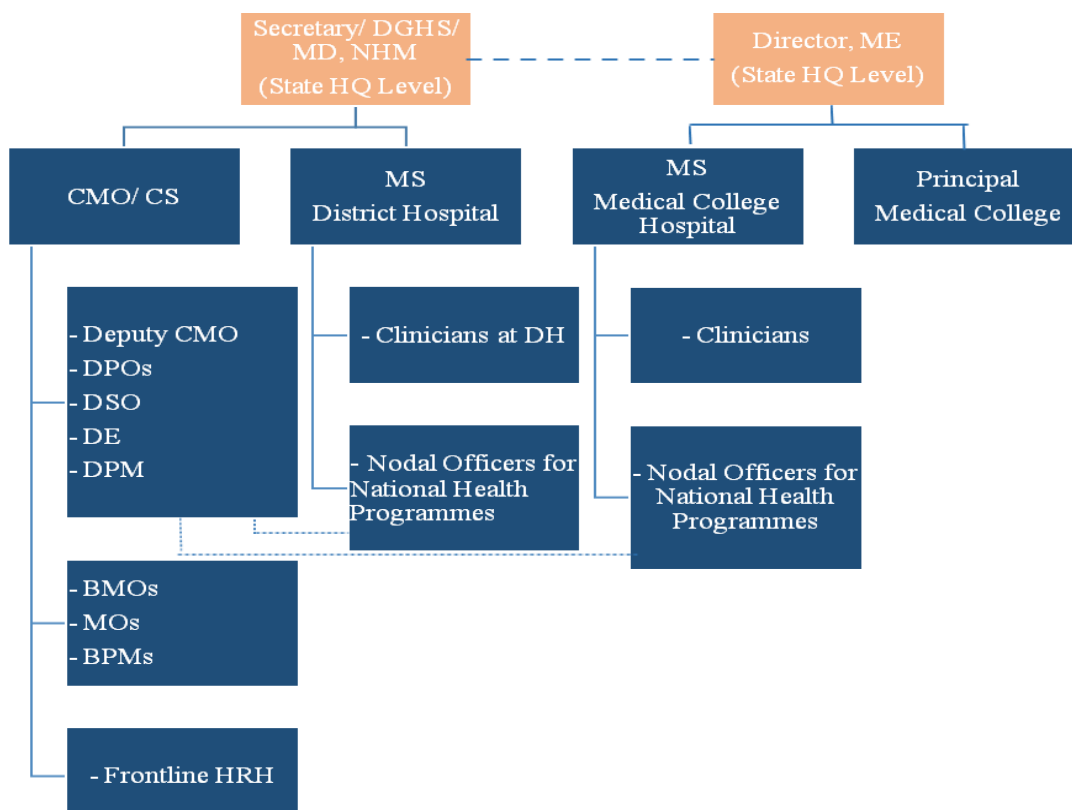 Secretary/ DGHS/
MD, NHM
(State HQ Level)
Director, ME
(State HQ Level)
CMO/ CS
MS
District Hospital
MS
Medical College
Hospital
Principal
Medical College
- Deputy CMO
- DPOs
- DSO
- DE
- DPM
- Clinicians at DH
- Clinicians
- Nodal Officers for
National Health
Programmes
- Nodal Officers for
National Health
Programmes
- BMOs
- MOs
- BPMs
- Frontline HRH